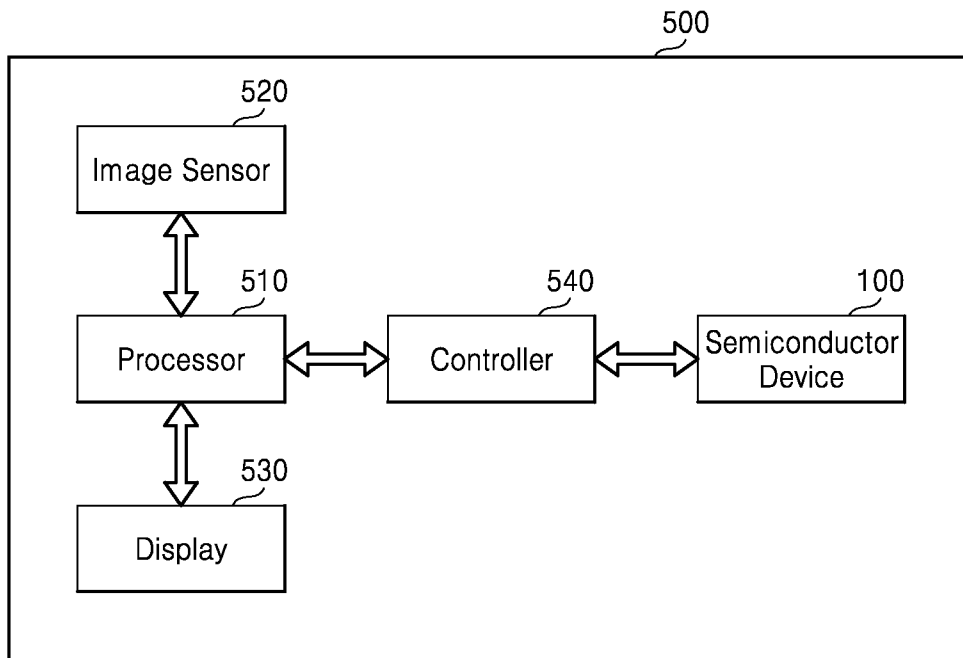 500
520
Image Sensor
510
Processor
540
Controller
100
Semiconductor
Device
530
Display